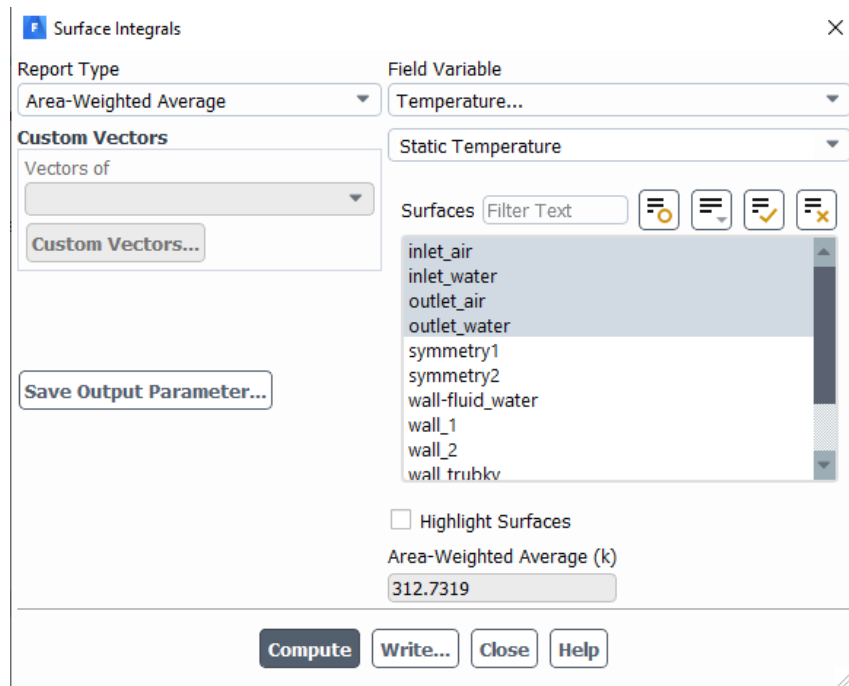 F Surface Integrals
Report Type
Area-Weighted Average
Custom Vectors
Vectors of
Custom Vectors...
Save Output Parameter...
Field Variable
Temperature...
Static Temperature
Surfaces Filter Text
inlet_air
inlet_water
outlet_air
outlet_water
symmetry1
symmetry2
wall-fluid_water
wall_1
wall_2
wall_trubky
Highlight Surfaces
Area-Weighted Average (k)
312.7319
Compute Write... Close Help